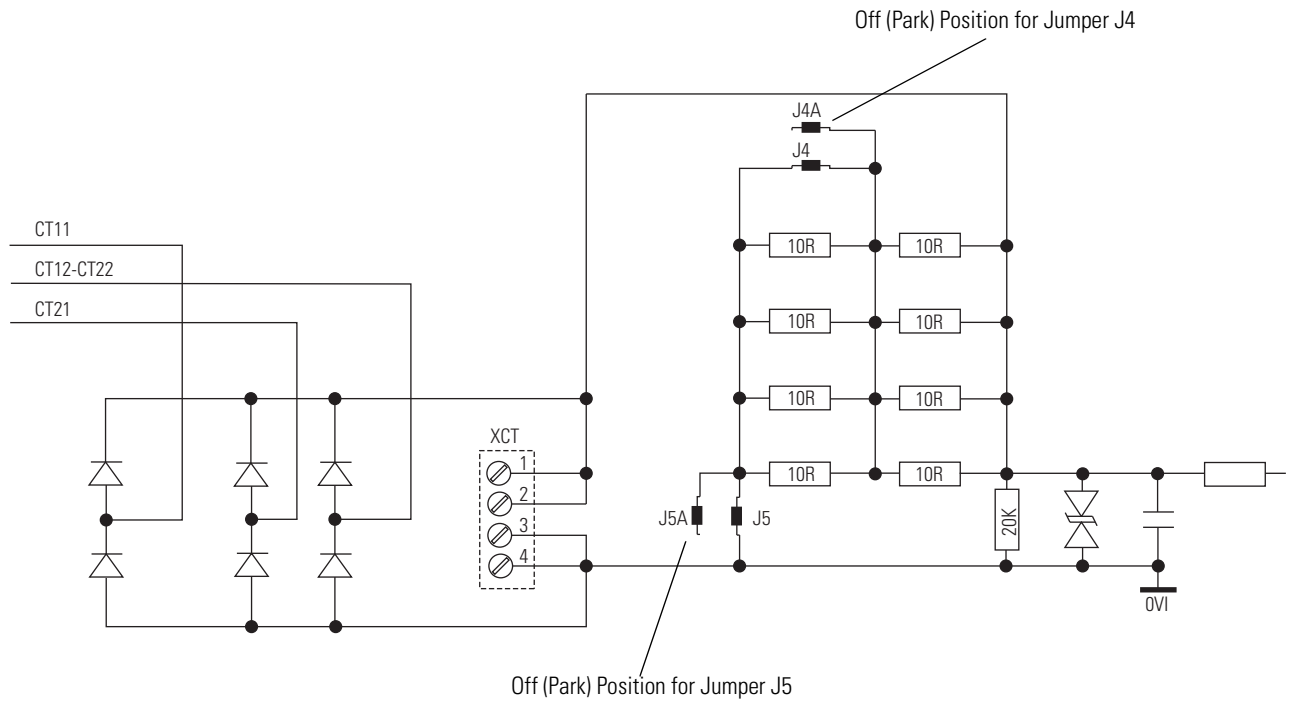 Off (Park) Position for Jumper J4
J4A
J4
CT11
CT12-CT22
CT21
10R 10R
10R 10R
10R 10R
10R 10R
XCT
1
2
3
4
J5A
J5
20K
0VI
Off (Park) Position for Jumper J5